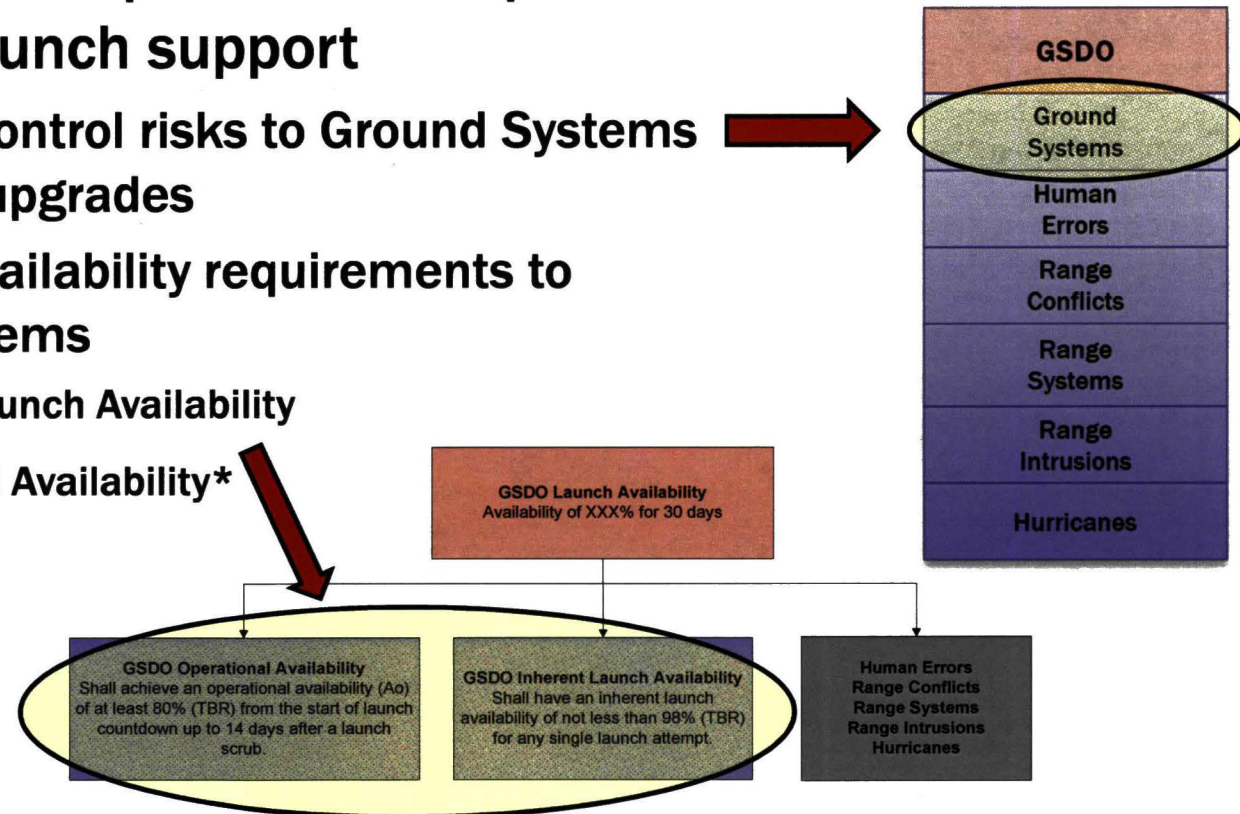 unch support
ontrol risks to Ground Systems
upgrades
ailability requirements to
ems
unch Availability
Availability*
GSDO
Ground
Systems
Human
Errors
Range
Conflicts
Range
Systems
Range
Intrusions
Hurricanes
GSDO Launch Availability
Availability of XXX% for 30 days
GSDO Operational Availability
Shall achieve an operational availability (Ao)
of at least 80% (TBR) from the start of launch
countdown up to 14 days after a launch
scrub.
GSDO Inherent Launch Availability
Shall have an inherent launch
availability of not less than 98% (TBR)
for any single launch attempt.
Human Errors
Range Conflicts
Range Systems
Range Intrusions
Hurricanes